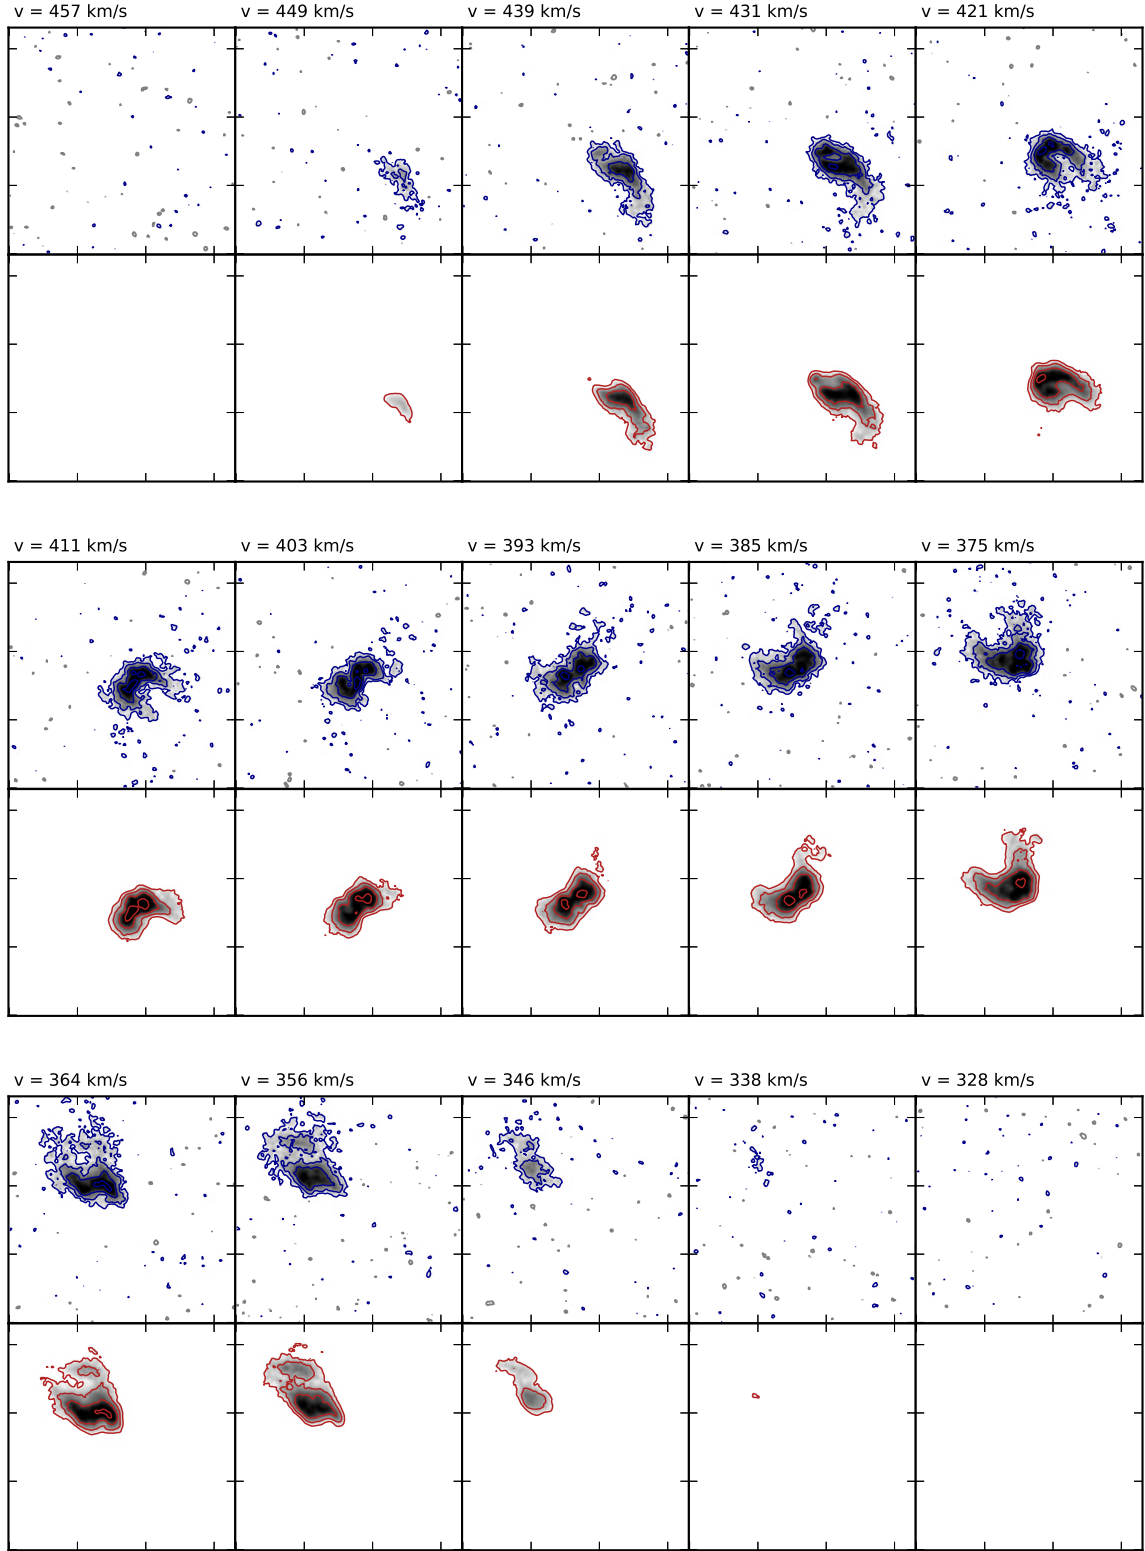 v = 457 km/s
v = 449 km/s
v = 439 km/s
v = 431 km/s
v = 421 km/s
v = 411 km/s
v = 403 km/s
v = 393 km/s
v = 385 km/s
v = 375 km/s
v = 364 km/s
v = 356 km/s
v = 346 km/s
v = 338 km/s
v = 328 km/s